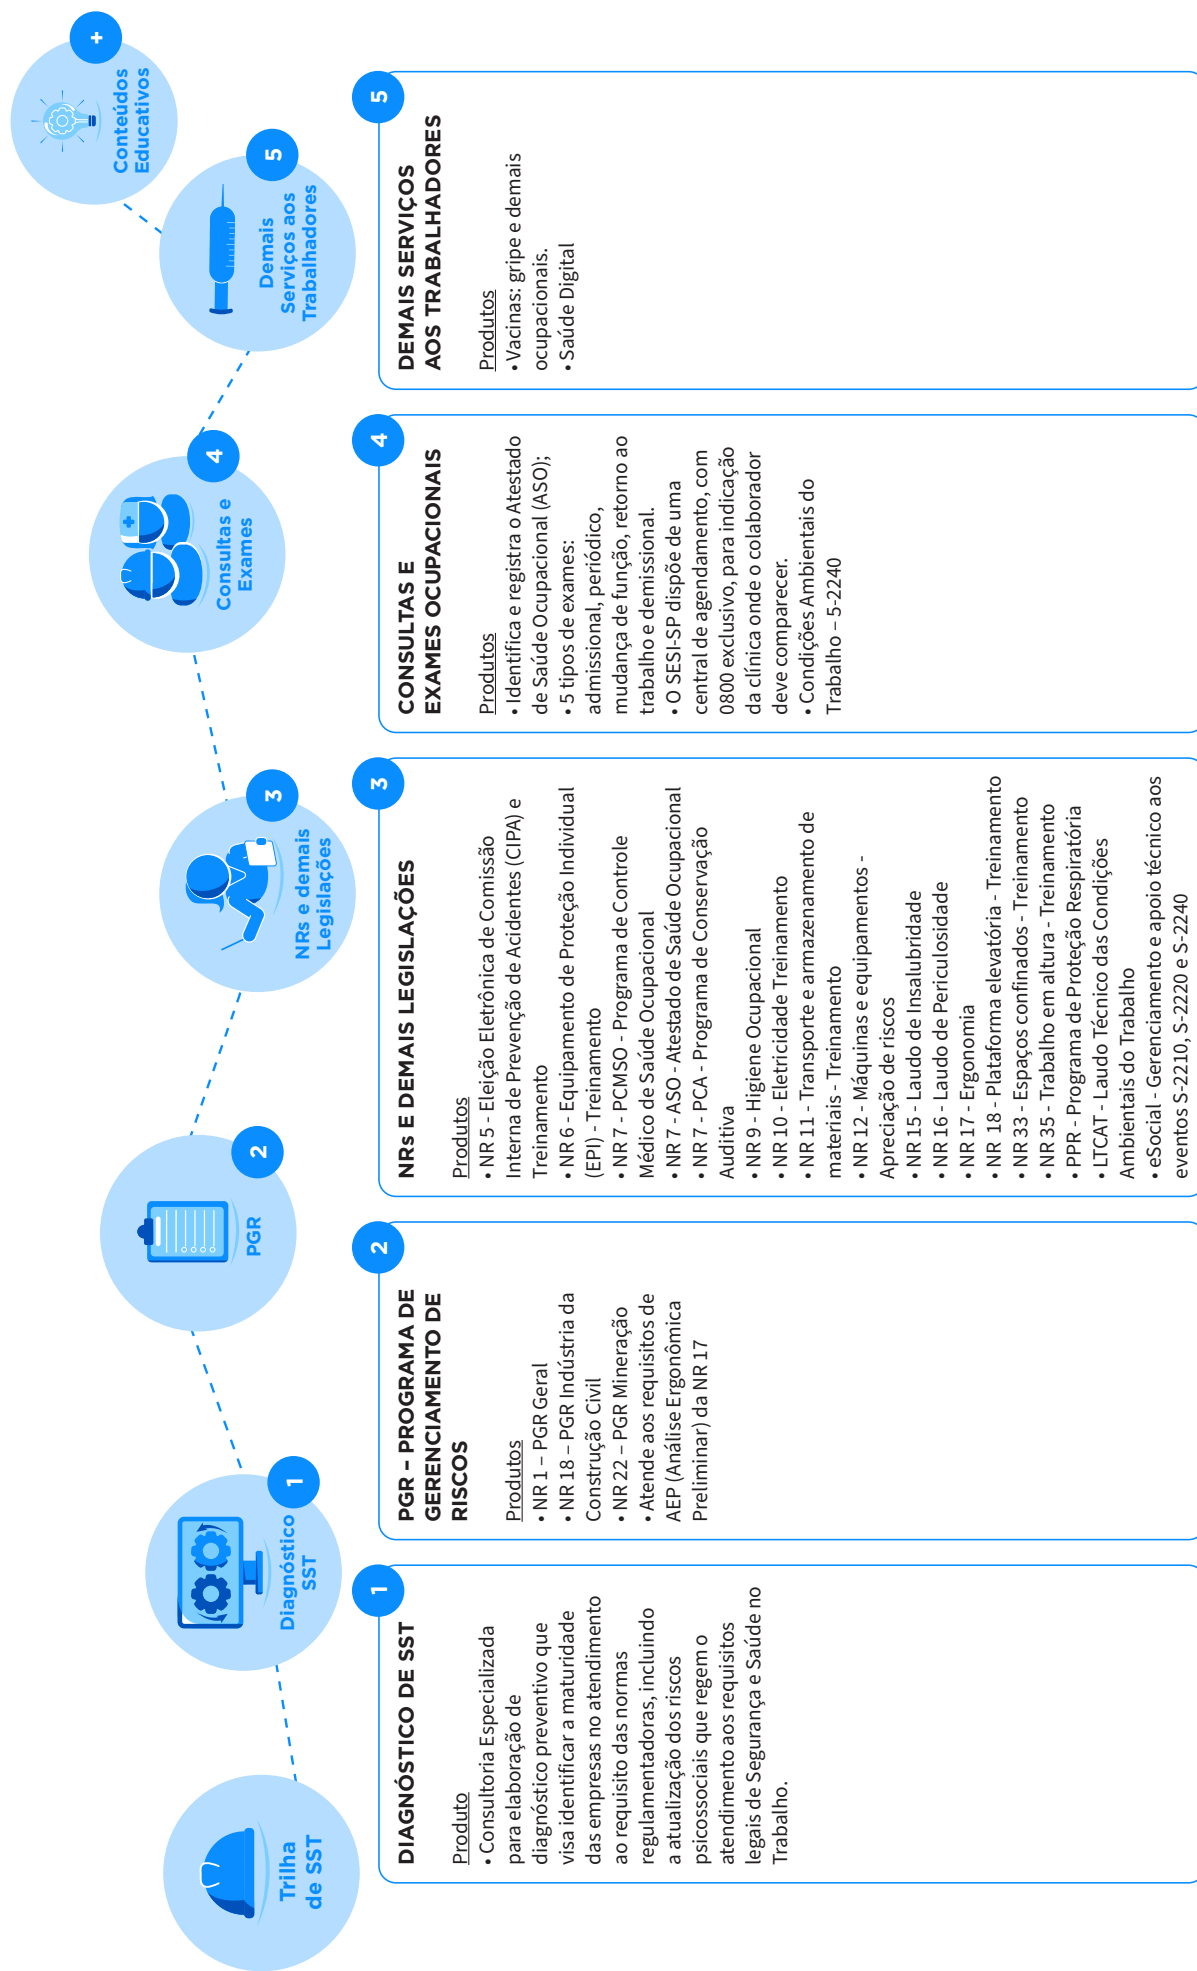 Trilha
de SST
1
Diagnóstico
SST
2
PGR
3
NRs e demais
Legislações
4
Consultas e
Exames
5
Demais
Serviços aos
Trabalhadores
+
Conteúdos
Educativos
1
DIAGNÓSTICO DE SST
Produto
• Consultoria Especializada
para elaboração de
diagnóstico preventivo que
visa identificar a maturidade
das empresas no atendimento
ao requisito das normas
regulamentadoras, incluindo
a atualização dos riscos
psicossociais que regem o
atendimento aos requisitos
legais de Segurança e Saúde no
Trabalho.
2
PGR – PROGRAMA DE
GERENCIAMENTO DE
RISCOS
Produtos
• NR 1 – PGR Geral
• NR 18 – PGR Indústria da
Construção Civil
• NR 22 – PGR Mineração
• Atende aos requisitos de
AEP (Análise Ergonômica
Preliminar) da NR 17
3
NRs E DEMAIS LEGISLAÇÕES
Produtos
• NR 5 - Eleição Eletrônica de Comissão
Interna de Prevenção de Acidentes (CIPA) e
Treinamento
• NR 6 - Equipamento de Proteção Individual
(EPI) - Treinamento
• NR 7 - PCMSO - Programa de Controle
Médico de Saúde Ocupacional
• NR 7 - ASO - Atestado de Saúde Ocupacional
• NR 7 - PCA - Programa de Conservação
Auditiva
• NR 9 - Higiene Ocupacional
• NR 10 - Eletricidade Treinamento
• NR 11 - Transporte e armazenamento de
materiais - Treinamento
• NR 12 - Máquinas e equipamentos -
Apreciação de riscos
• NR 15 - Laudo de Insalubridade
• NR 16 - Laudo de Periculosidade
• NR 17 - Ergonomia
• NR 18 - Plataforma elevatória - Treinamento
• NR 33 - Espaços confinados - Treinamento
• NR 35 - Trabalho em altura - Treinamento
• PPR - Programa de Proteção Respiratória
• LTCAT - Laudo Técnico das Condições
Ambientais do Trabalho
• eSocial - Gerenciamento e apoio técnico aos
eventos S-2210, S-2220 e S-2240
4
CONSULTAS E
EXAMES OCUPACIONAIS
Produtos
• Identifica e registra o Atestado
de Saúde Ocupacional (ASO);
• 5 tipos de exames:
admissional, periódico,
mudança de função, retorno ao
trabalho e demissional.
• O SESI-SP dispõe de uma
central de agendamento, com
0800 exclusivo, para indicação
da clínica onde o colaborador
deve comparecer.
• Condições Ambientais do
Trabalho – 5-2240
5
DEMAIS SERVIÇOS
AOS TRABALHADORES
Produtos
• Vacinas: gripe e demais
ocupacionais.
• Saúde Digital